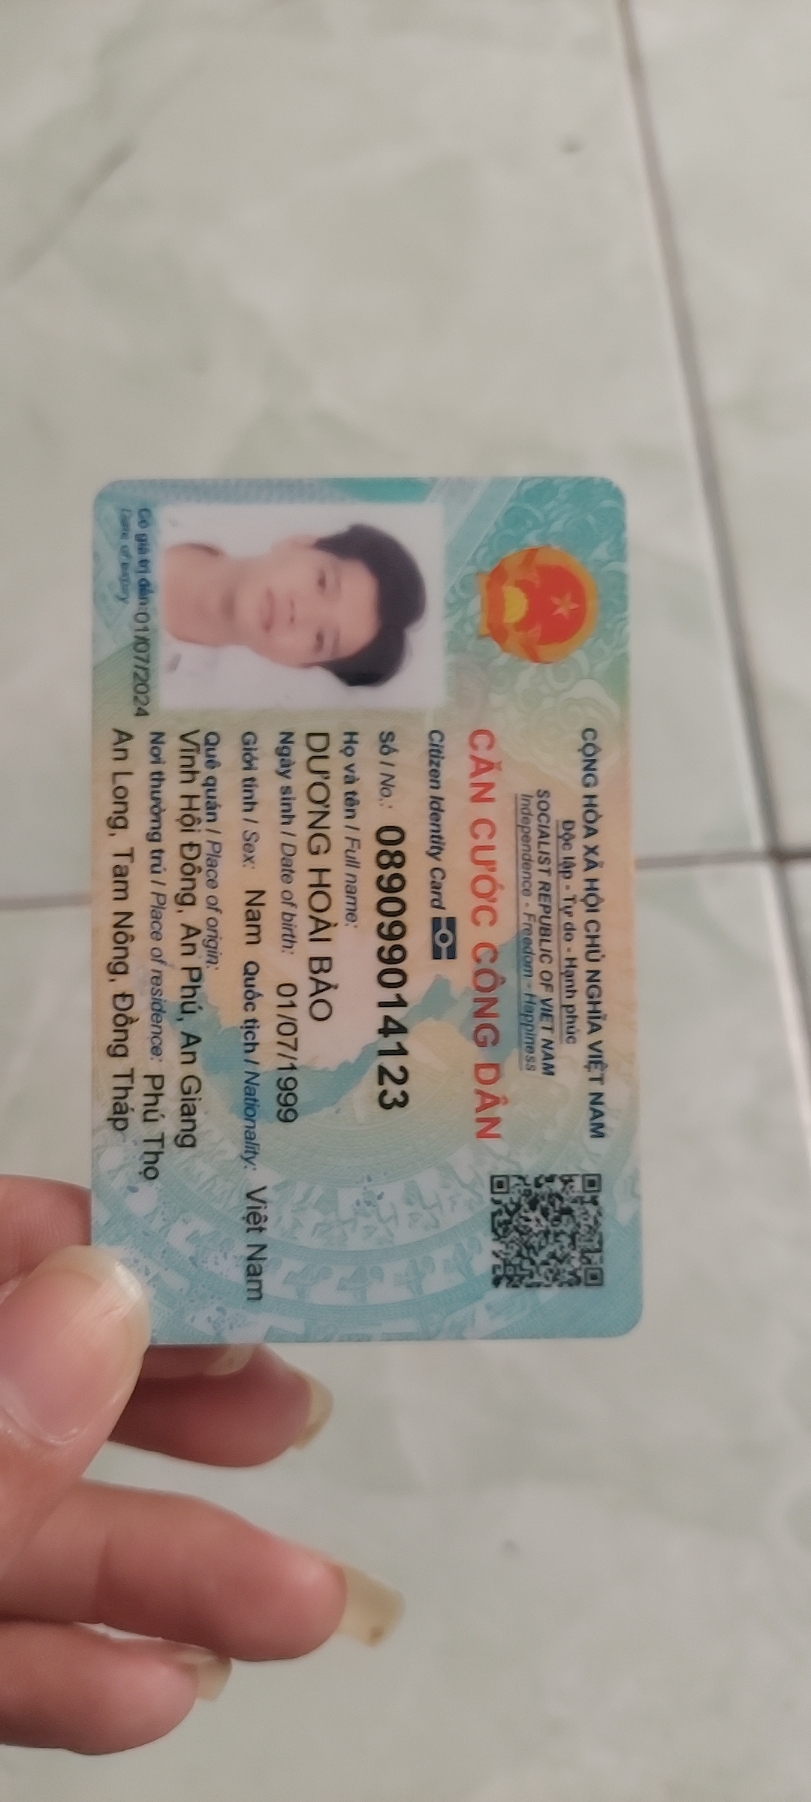 CỘNG HÒA XÃ HỘI CHỦ NGHĨA VIỆT NAM
Độc lập - Tự do - Hạnh phúc
SOCIALIST REPUBLIC OF VIET NAM
Independence - Freedom - Happiness
CĂN CƯỚC CÔNG DÂN
Citizen Identity Card
Số / No.: 089099014123
Họ và tên / Full name:
DƯƠNG HOÀI BẢO
Ngày sinh / Date of birth: 01/07/1999
Giới tính / Sex: Nam Quốc tịch / Nationality: Việt Nam
Quê quán / Place of origin:
Vĩnh Hội Đông, An Phú, An Giang
Nơi thường trú / Place of residence: Phú Thọ
An Long, Tam Nông, Đồng Tháp
Có giá trị đến: 01/07/2024
Date of expiry